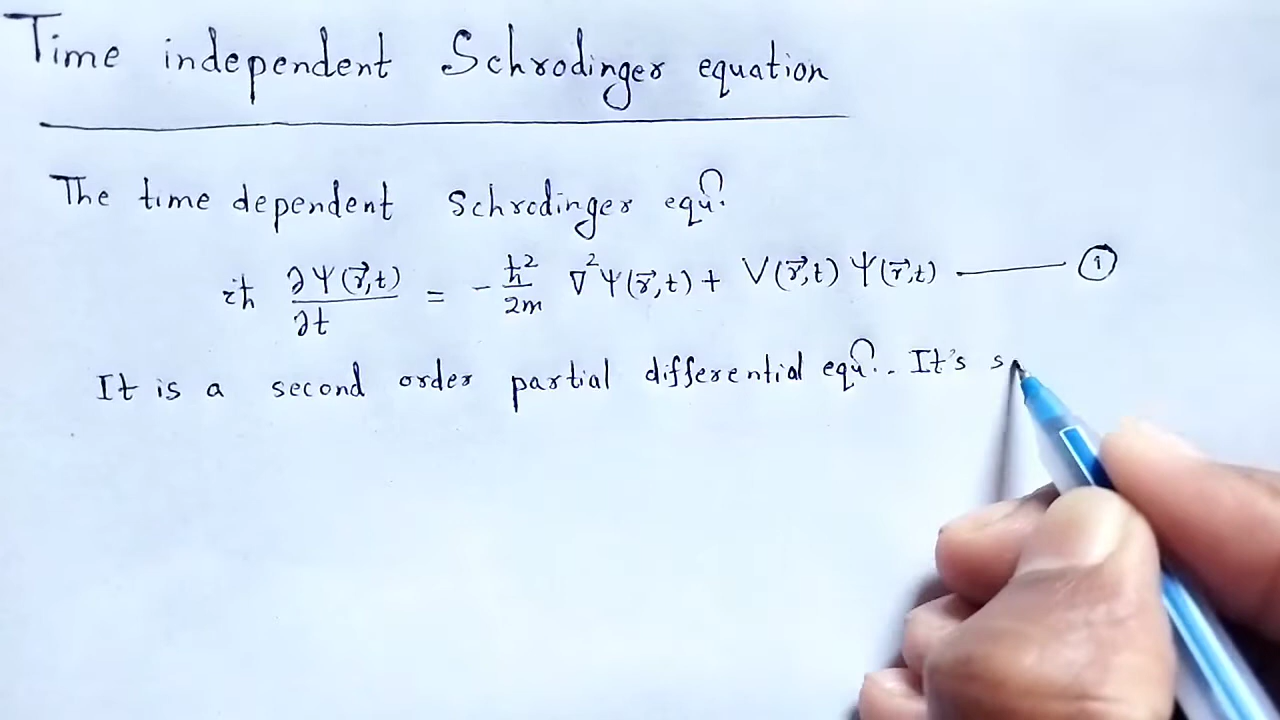 Time independent Schrodinger equation
The time dependent Schrodinger equⁿ.
iħ ∂Ψ(r⃗,t)/∂t = - ħ²/2m ∇²Ψ(r⃗,t) + V(r⃗,t) Ψ(r⃗,t) ——— ①
It is a second order partial differential equⁿ.. It's s